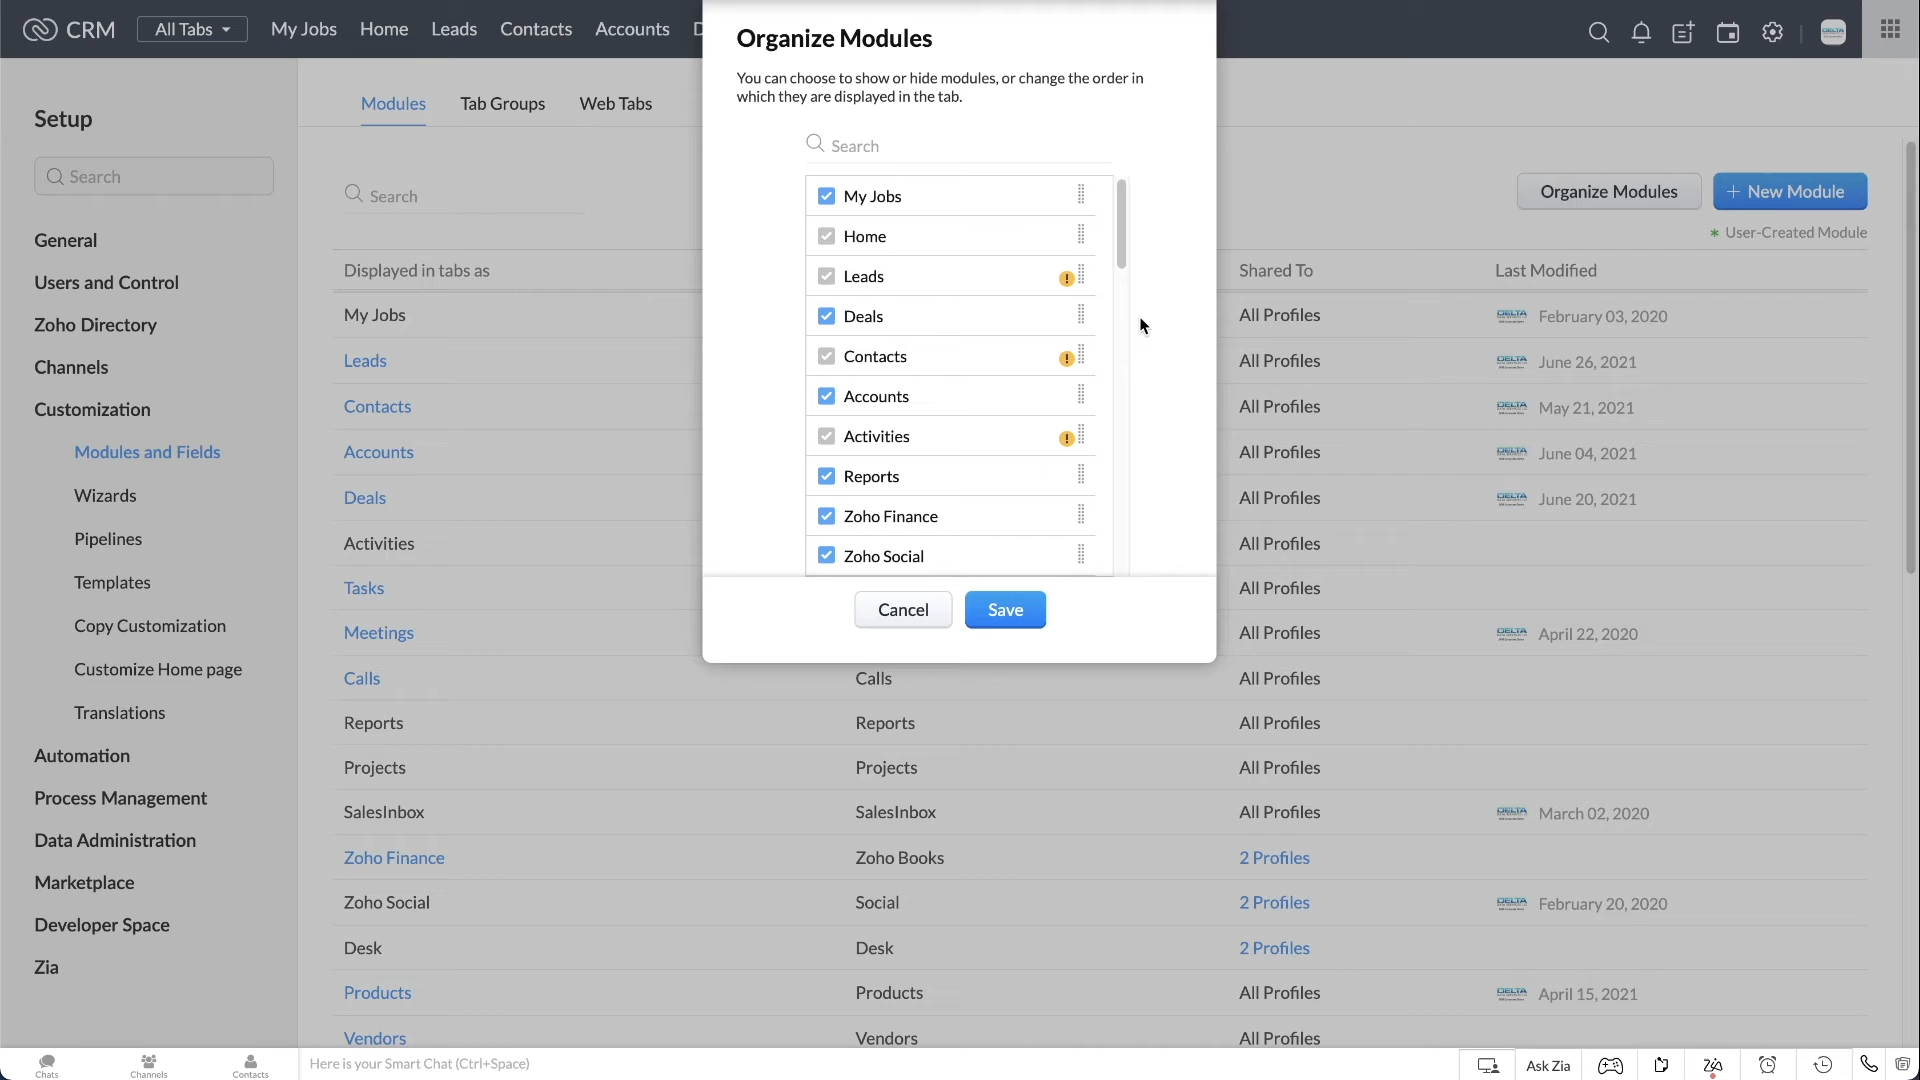 CRM
All Tabs
My Jobs
Home
Leads
Contacts
Accounts
D
Setup
Search
General
Users and Control
Zoho Directory
Channels
Customization
Modules and Fields
Wizards
Pipelines
Templates
Copy Customization
Customize Home page
Translations
Automation
Process Management
Data Administration
Marketplace
Developer Space
Zia
Modules
Tab Groups
Web Tabs
Search
Organize Modules
+ New Module
* User-Created Module
Displayed in tabs as
Shared To
Last Modified
My Jobs
All Profiles
DELTA
February 03, 2020
Leads
All Profiles
DELTA
June 26, 2021
Contacts
All Profiles
DELTA
May 21, 2021
Accounts
All Profiles
DELTA
June 04, 2021
Deals
All Profiles
DELTA
June 20, 2021
Activities
All Profiles
Tasks
All Profiles
Meetings
All Profiles
DELTA
April 22, 2020
Calls
Calls
All Profiles
Reports
Reports
All Profiles
Projects
Projects
All Profiles
SalesInbox
SalesInbox
All Profiles
DELTA
March 02, 2020
Zoho Finance
Zoho Books
2 Profiles
Zoho Social
Social
2 Profiles
DELTA
February 20, 2020
Desk
Desk
2 Profiles
Products
Products
All Profiles
DELTA
April 15, 2021
Vendors
Vendors
All Profiles
Organize Modules
You can choose to show or hide modules, or change the order in
which they are displayed in the tab.
Search
My Jobs
Home
Leads
Deals
Contacts
Accounts
Activities
Reports
Zoho Finance
Zoho Social
Cancel
Save
Chats
Channels
Contacts
Here is your Smart Chat (Ctrl+Space)
Ask Zia